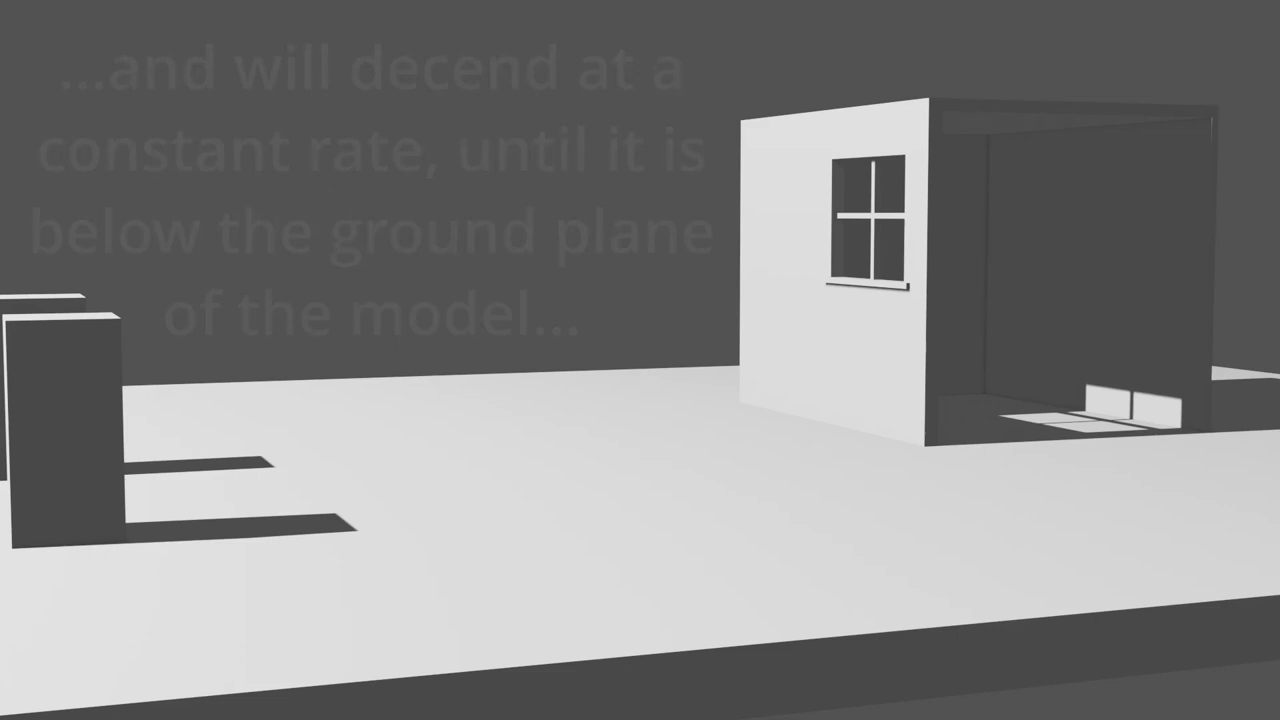 ...and will decend at a
constant rate, until it is
below the ground plane
of the model...